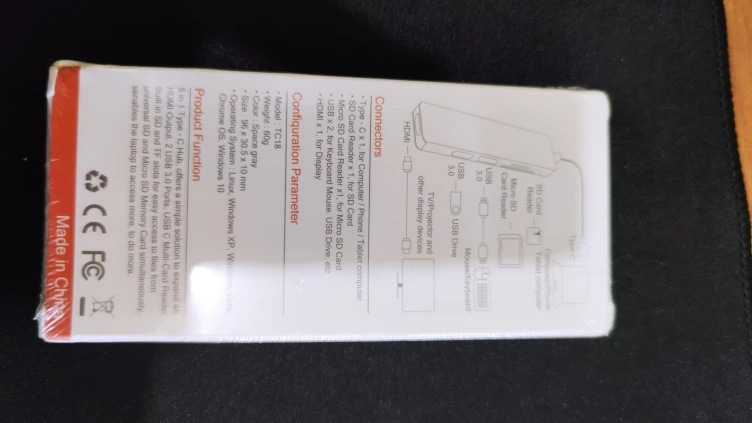 Type-C
Computer/Phone
Tablet computer
SD Card
Reader
Micro SD
Card Reader
USB
3.0
Mouse/Keyboard
USB
3.0
USB Drive
HDMI
TV/Projector and
other display devices
Connectors
• Type - C x 1, for Computer / Phone / Tablet computer
• SD Card Reader x 1, for SD Card
• Micro SD Card Reader x1, for Micro SD Card
• USB x 2, for Keyboard Mouse, USB Drive, etc
• HDMI x 1, for Display
Configuration Parameter
• Model : TC18
• Weight : 60g
• Color : Space gray
• Size : 96 x 30.5 x 10 mm
• Operating System : Linux, Windows XP, Windows
Chrome OS, Windows 10
Product Function
5 in 1 Type - C Hub, offers a simple solution to expand
HDMI Output, 2 USB 3.0 Ports, USB C Multi-Card Reader
Built in SD and TF slots for easy access to files from
universal SD and Micro SD Memory Card simultaneously,
senables the laptop to access more, to do more.
CE FC
Made in China